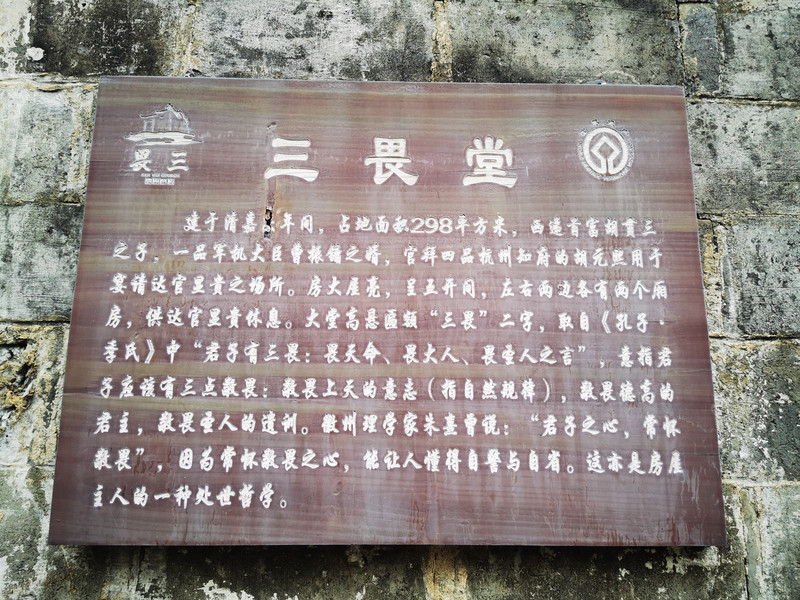 畏三
三畏堂
建于清嘉 年间，占地面积298平方米，西递首富胡贯三
之子，一品军机大臣曹振镛之婿，官拜四品杭州知府的胡元熙用于
宴请达官显贵之场所。房大屋亮，呈五开间，左右两边各有两个厢
房，供达官显贵休息。大堂高悬匾额“三畏”二字，取自《孔子·
季氏》中“君子有三畏：畏天命、畏大人、畏圣人之言”，意指君
子应该有三点敬畏：敬畏上天的意志（指自然规律），敬畏德高的
君主，敬畏圣人的遗训。徽州理学家朱熹曾说：“君子之心，常怀
敬畏”，因为常怀敬畏之心，能让人懂得自警与自省。这亦是房屋
主人的一种处世哲学。